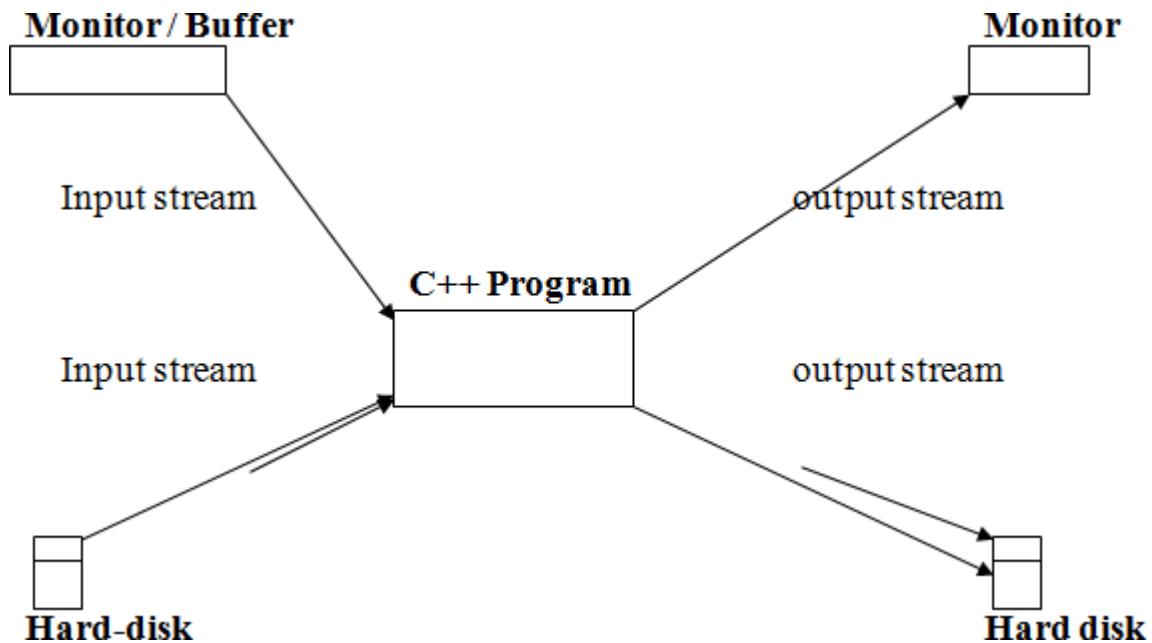 Monitor / Buffer
Monitor
Input stream
output stream
C++ Program
Input stream
output stream
Hard-disk
Hard disk